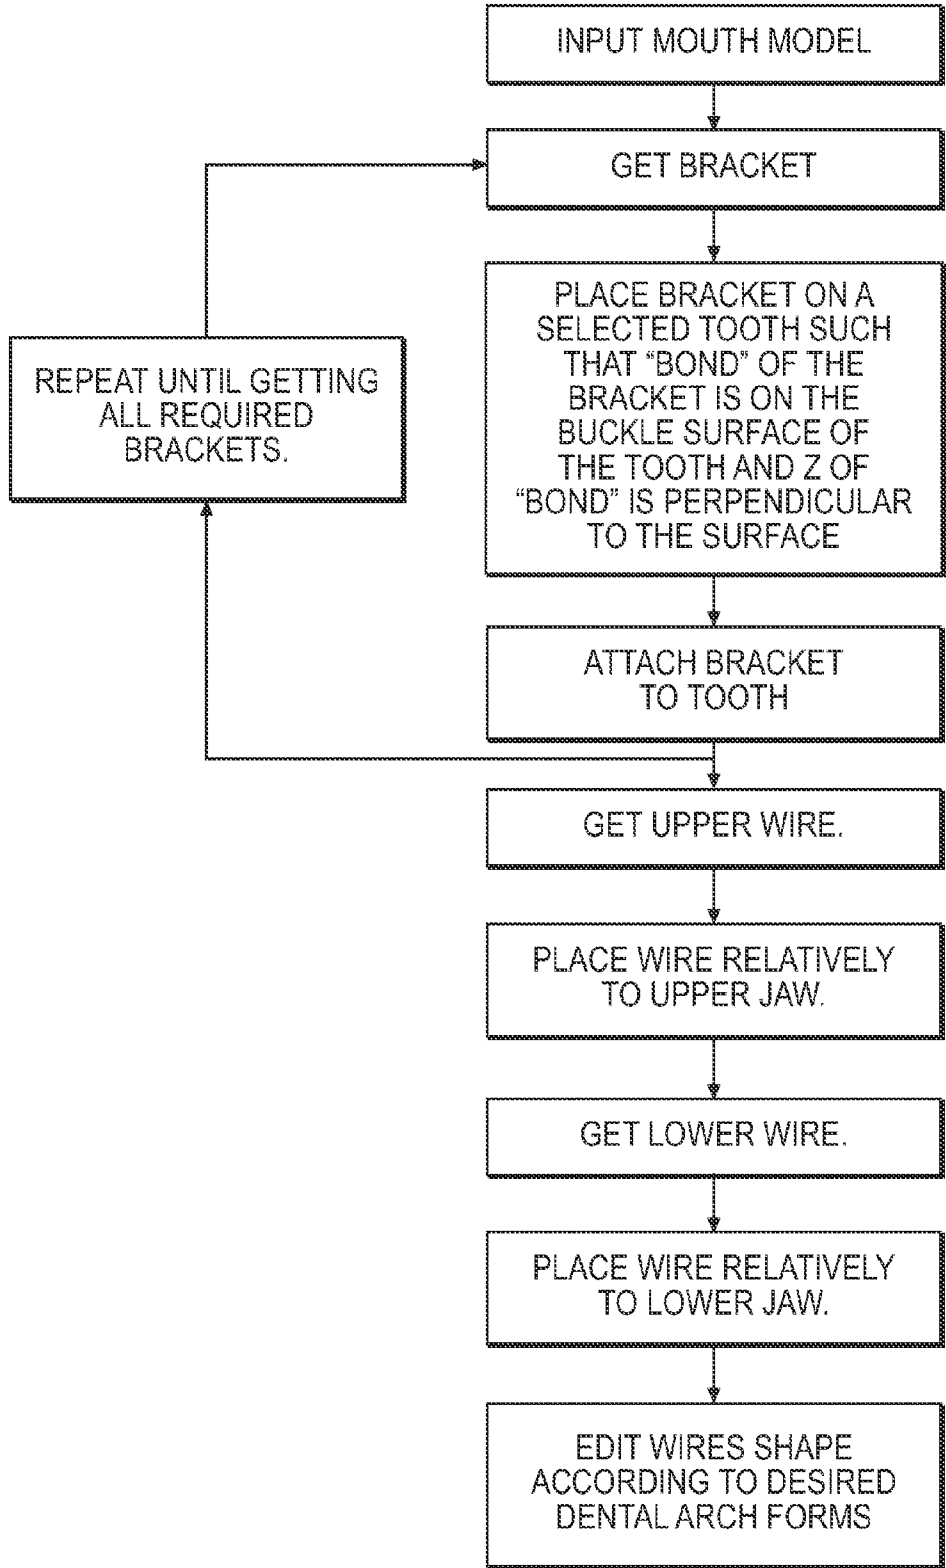 INPUT MOUTH MODEL
GET BRACKET
PLACE BRACKET ON A
SELECTED TOOTH SUCH
THAT “BOND” OF THE
BRACKET IS ON THE
BUCKLE SURFACE OF
THE TOOTH AND Z OF
“BOND” IS PERPENDICULAR
TO THE SURFACE
REPEAT UNTIL GETTING
ALL REQUIRED
BRACKETS.
ATTACH BRACKET
TO TOOTH
GET UPPER WIRE.
PLACE WIRE RELATIVELY
TO UPPER JAW.
GET LOWER WIRE.
PLACE WIRE RELATIVELY
TO LOWER JAW.
EDIT WIRES SHAPE
ACCORDING TO DESIRED
DENTAL ARCH FORMS